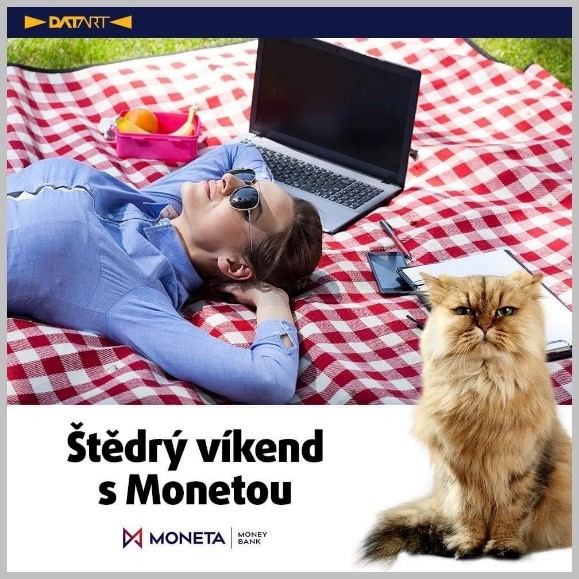 DATART
Štědrý víkend
s Monetou
MONETA MONEY
BANK